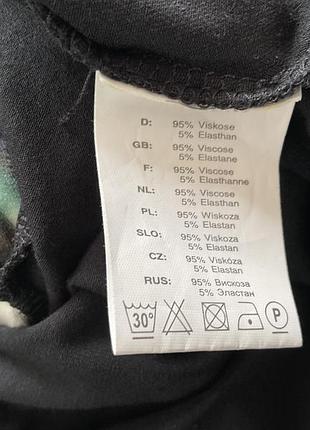 D: 95% Viskose
5% Elasthan
GB: 95% Viscose
5% Elastane
F: 95% Viscose
5% Elasthanne
NL: 95% Viscose
5% Elasthan
PL: 95% Wiskoza
5% Elastan
SLO: 95% Viskoza
5% Elastan
CZ: 95% Viskóza
5% Elastan
RUS: 95% Вискоза
5% Эластан
30° P